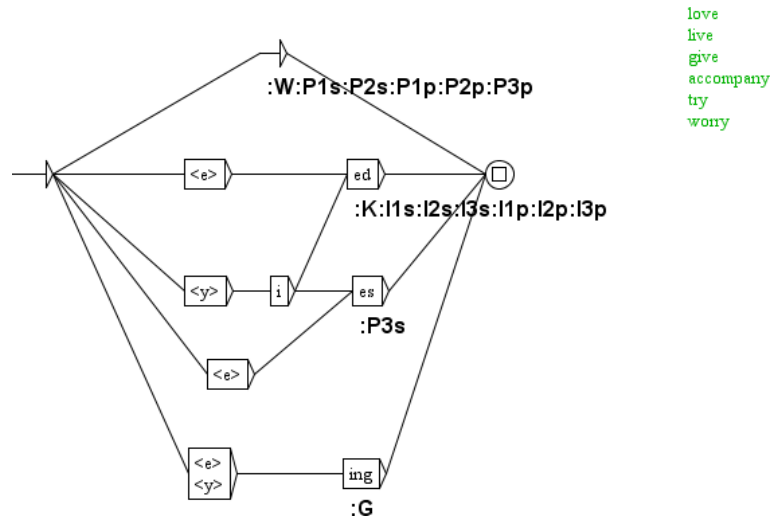 love
live
give
accompany
try
worry
:W:P1s:P2s:P1p:P2p:P3p
<e>
ed
:K:I1s:I2s:I3s:I1p:I2p:I3p
<y>
i
es
:P3s
<e>
<e>
<y>
ing
:G